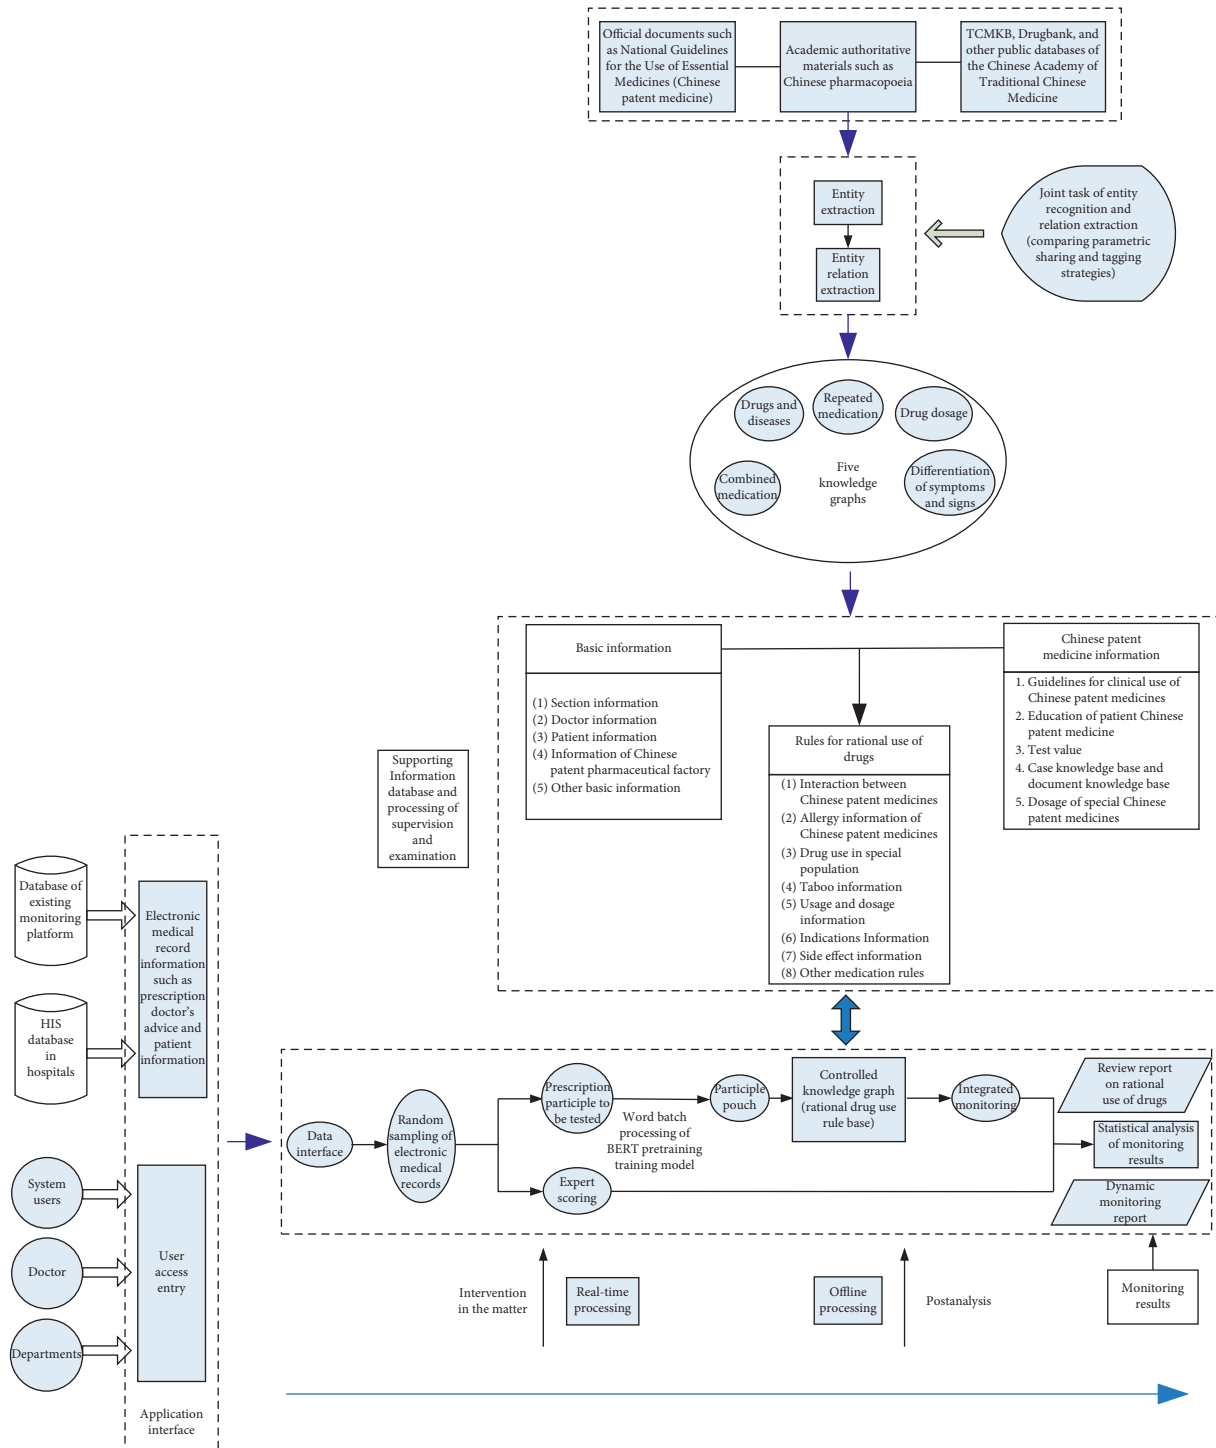 Official documents such
as National Guidelines
for the Use of Essential
Medicines (Chinese
patent medicine)
Academic authoritative
materials such as
Chinese pharmacopoeia
TCMKB, Drugbank, and
other public databases of
the Chinese Academy of
Traditional Chinese
Medicine
Entity
extraction
Entity
relation
extraction
Joint task of entity
recognition and
relation extraction
(comparing parametric
sharing and tagging
strategies)
Drugs and
diseases
Repeated
medication
Drug dosage
Combined
medication
Five
knowledge
graphs
Differentiation
of symptoms
and signs
Basic information
(1) Section information
(2) Doctor information
(3) Patient information
(4) Information of Chinese
patent pharmaceutical factory
(5) Other basic information
Chinese patent
medicine information
1. Guidelines for clinical use of
Chinese patent medicines
2. Education of patient Chinese
patent medicine
3. Test value
4. Case knowledge base and
document knowledge base
5. Dosage of special Chinese
patent medicines
Rules for rational use of
drugs
(1) Interaction between
Chinese patent medicines
(2) Allergy information of
Chinese patent medicines
(3) Drug use in special
population
(4) Taboo information
(5) Usage and dosage
information
(6) Indications Information
(7) Side effect information
(8) Other medication rules
Supporting
Information
database and
processing of
supervision
and
examination
Database of
existing
monitoring
platform
HIS
database
in
hospitals
Electronic
medical
record
information
such as
prescription
doctor's
advice and
patient
information
System
users
Doctor
Departments
User
access
entry
Application
interface
Data
interface
Random
sampling of
electronic
medical
records
Prescription
participle to
be tested
Word batch
processing of
BERT pretraining
training model
Expert
scoring
Participle
pouch
Controlled
knowledge graph
(rational drug use
rule base)
Integrated
monitoring
Review report
on rational
use of drugs
Statistical analysis
of monitoring
results
Dynamic
monitoring
report
Intervention
in the matter
Real-time
processing
Offline
processing
Postanalysis
Monitoring
results